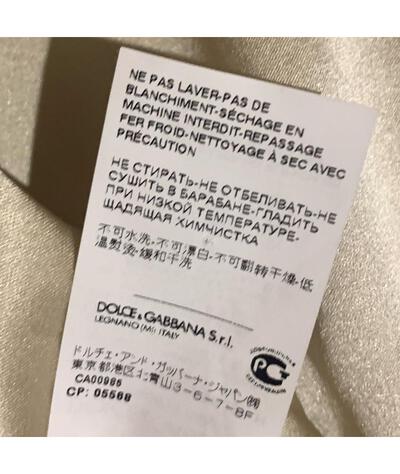 NE PAS LAVER-PAS DE
BLANCHIMENT-SÉCHAGE EN
MACHINE INTERDIT-REPASSAGE
FER FROID-NETTOYAGE À SEC AVEC
PRÉCAUTION
НЕ СТИРАТЬ-НЕ ОТБЕЛИВАТЬ-НЕ
СУШИТЬ В БАРАБАНЕ-ГЛАДИТЬ
ПРИ НИЗКОЙ ТЕМПЕРАТУРЕ-
ЩАДЯЩАЯ ХИМЧИСТКА
不可水洗-不可漂白-不可翻转干燥-低
温熨烫-缓和干洗
DOLCE & GABBANA S.r.l.
LEGNANO (MI) ITALY
ドルチェ・アンド・ガッバーナ・ジャパン㈱
東京都港区北青山3-6-7-8F
CA00965
CP: 05568